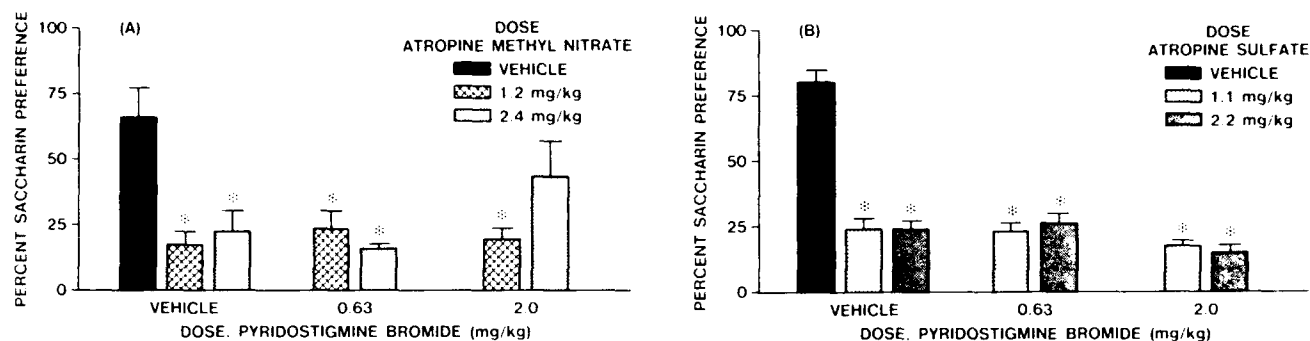 (A)
DOSE
ATROPINE METHYL NITRATE
VEHICLE
1.2 mg/kg
2.4 mg/kg
PERCENT SACCHARIN PREFERENCE
100
75
50
25
0
* * * * *
VEHICLE 0.63 2.0
DOSE. PYRIDOSTIGMINE BROMIDE (mg/kg)
(B)
DOSE
ATROPINE SULFATE
VEHICLE
1.1 mg/kg
2.2 mg/kg
PERCENT SACCHARIN PREFERENCE
100
75
50
25
0
* * * * * *
VEHICLE 0.63 2.0
DOSE. PYRIDOSTIGMINE BROMIDE (mg/kg)